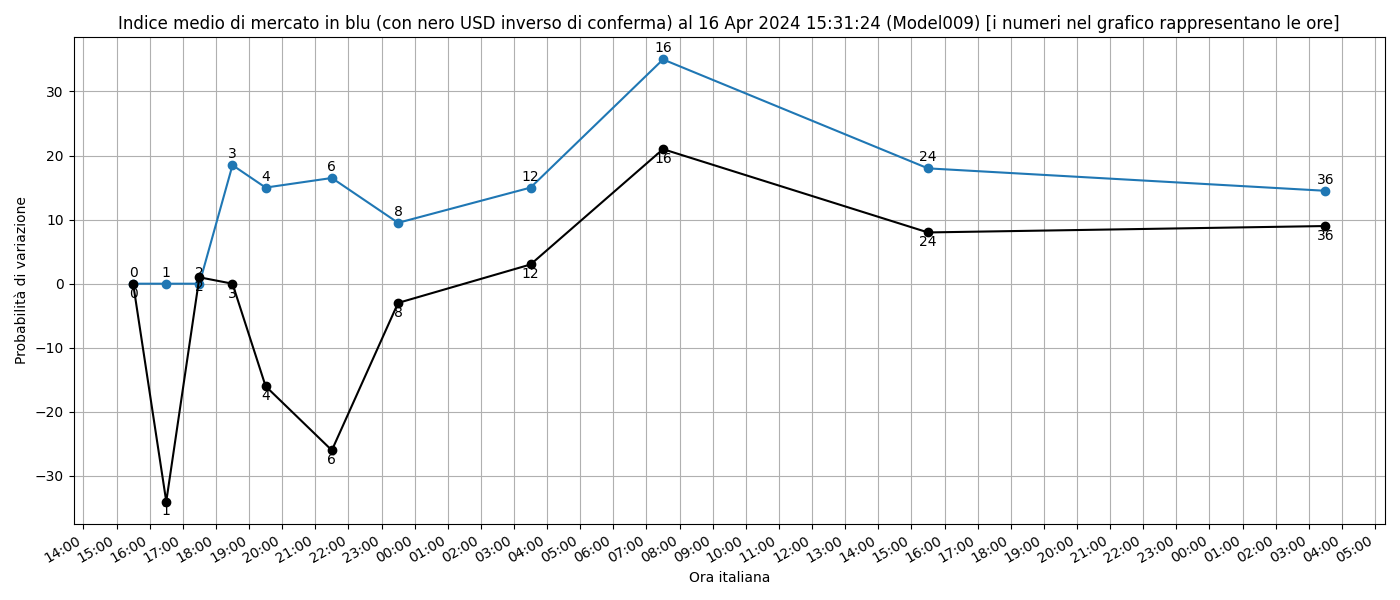 Indice medio di mercato in blu (con nero USD inverso di conferma) al 16 Apr 2024 15:31:24 (Model009) [i numeri nel grafico rappresentano le ore]
Probabilità di variazione
30
20
10
0
−10
−20
−30
0 1 2 3 4 6 8 12 16 24 36
0 1 2 3 4 6 8 12 16 24 36
14:00 15:00 16:00 17:00 18:00 19:00 20:00 21:00 22:00 23:00 00:00 01:00 02:00 03:00 04:00 05:00 06:00 07:00 08:00 09:00 10:00 11:00 12:00 13:00 14:00 15:00 16:00 17:00 18:00 19:00 20:00 21:00 22:00 23:00 00:00 01:00 02:00 03:00 04:00 05:00
Ora italiana